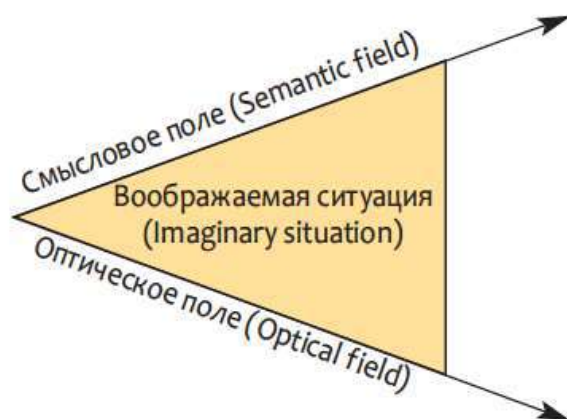 Смысловое поле (Semantic field)
Воображаемая ситуация
(Imaginary situation)
Оптическое поле (Optical field)